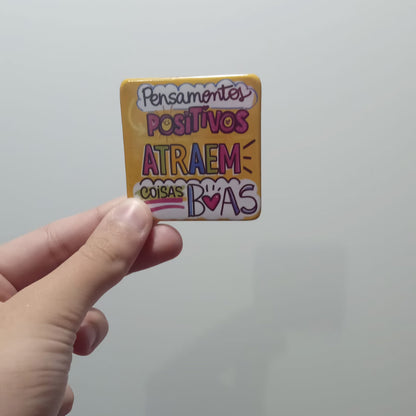 Pensamentos
POSITIVOS
ATRAEM
COISAS BOAS